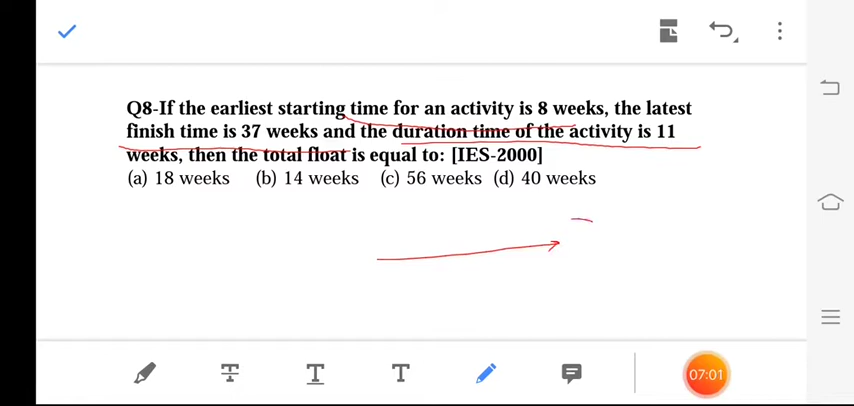 Q8-If the earliest starting time for an activity is 8 weeks, the latest
finish time is 37 weeks and the duration time of the activity is 11
weeks, then the total float is equal to: [IES-2000]
(a) 18 weeks (b) 14 weeks (c) 56 weeks (d) 40 weeks
T T T
07:01